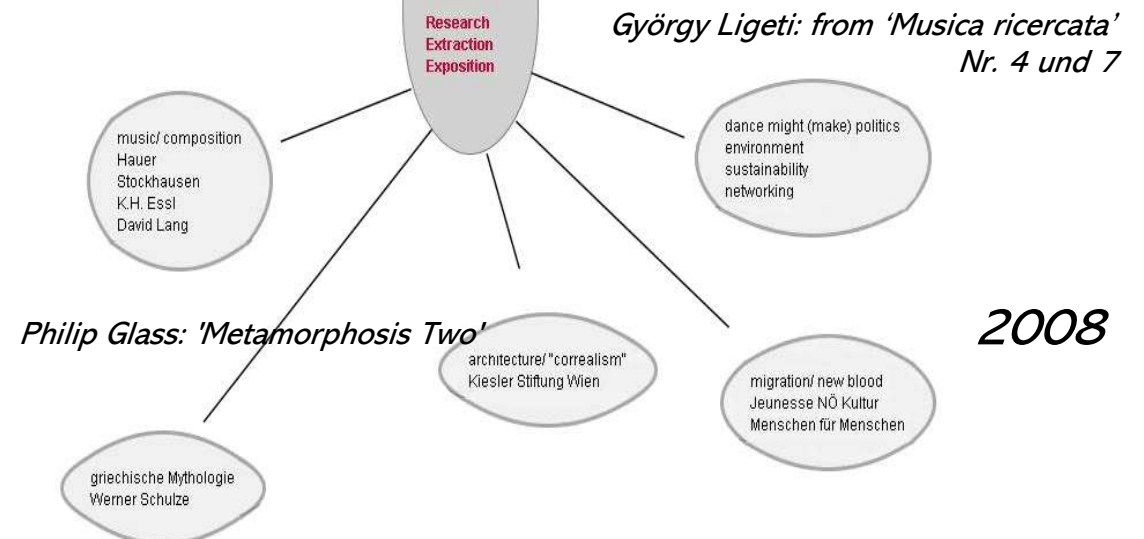 Research
Extraction
Exposition
György Ligeti: from ‘Musica ricercata’
Nr. 4 und 7
music/ composition
Hauer
Stockhausen
K.H. Essl
David Lang
dance might (make) politics
environment
sustainability
networking
Philip Glass: 'Metamorphosis Two'
2008
architecture/ "correalism"
Kiesler Stiftung Wien
migration/ new blood
Jeunesse NÖ Kultur
Menschen für Menschen
griechische Mythologie
Werner Schulze